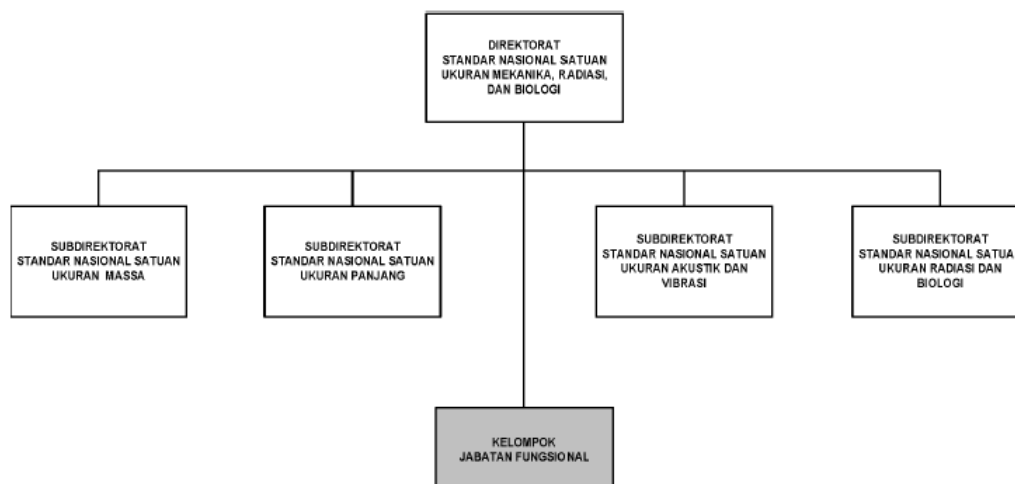 DIREKTORAT
STANDAR NASIONAL SATUAN
UKURAN MEKANIKA, RADIASI,
DAN BIOLOGI
SUBDIREKTORAT
STANDAR NASIONAL SATUAN
UKURAN MASSA
SUBDIREKTORAT
STANDAR NASIONAL SATUAN
UKURAN PANJANG
SUBDIREKTORAT
STANDAR NASIONAL SATUAN
UKURAN AKUSTIK DAN
VIBRASI
SUBDIREKTORAT
STANDAR NASIONAL SATUA
UKURAN RADIASI DAN
BIOLOGI
KELOMPOK
JABATAN FUNGSIONAL